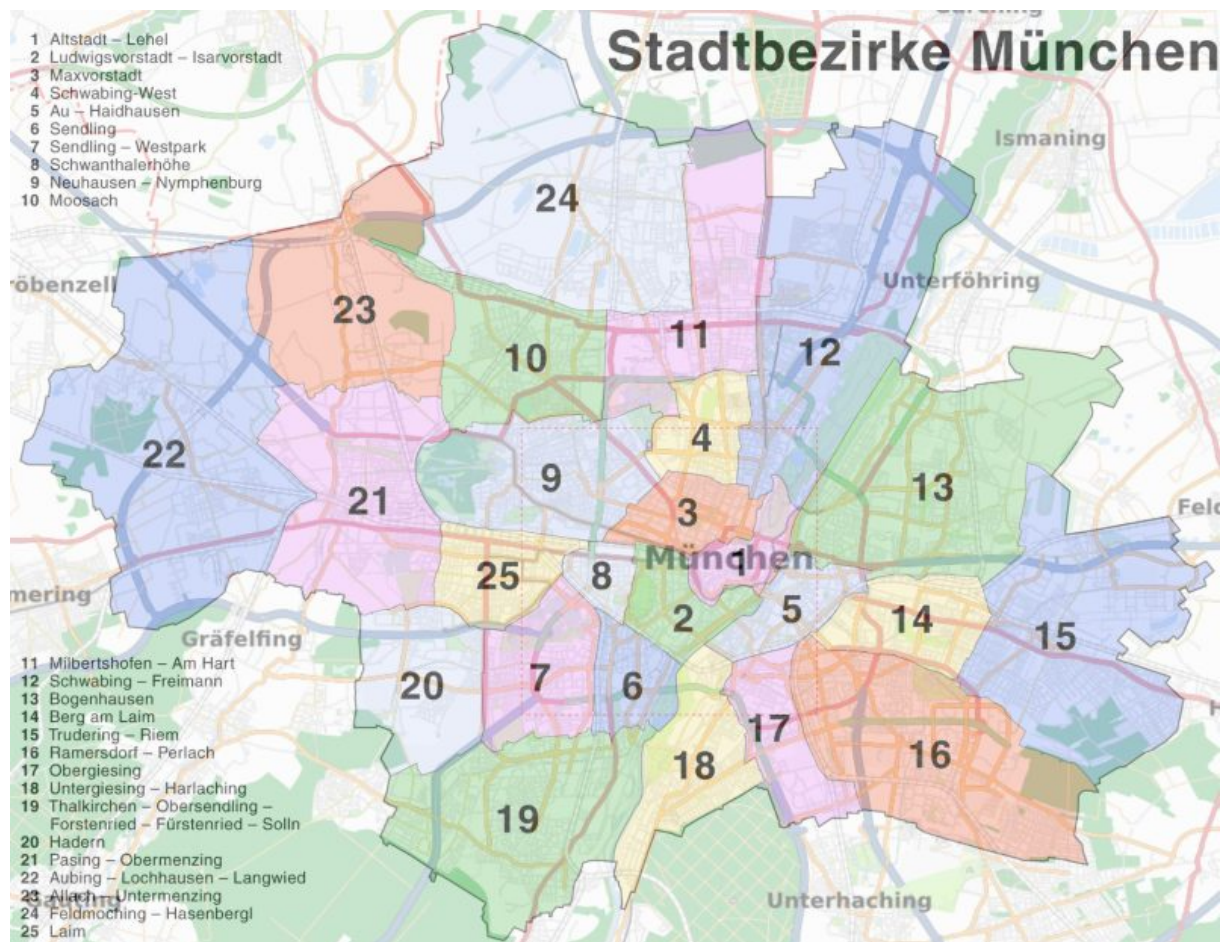 Stadtbezirke München
1 Altstadt – Lehel
2 Ludwigsvorstadt – Isarvorstadt
3 Maxvorstadt
4 Schwabing-West
5 Au – Haidhausen
6 Sendling
7 Sendling – Westpark
8 Schwanthalerhöhe
9 Neuhausen – Nymphenburg
10 Moosach
Ismaning
24
Unterföhring
röbenzell
23
11
12
10
4
22
9
13
21
3
München
1
25
8
mering
2
5
14
Gräfelfing
15
20
7
6
17
16
18
19
11 Milbertshofen – Am Hart
12 Schwabing – Freimann
13 Bogenhausen
14 Berg am Laim
15 Trudering – Riem
16 Ramersdorf – Perlach
17 Obergiesing
18 Untergiesing – Harlaching
19 Thalkirchen – Obersendling –
Forstenried – Fürstenried – Solln
20 Hadern
21 Pasing – Obermenzing
22 Aubing – Lochhausen – Langwied
23 Allach – Untermenzing
24 Feldmoching – Hasenbergl
25 Laim
Unterhaching